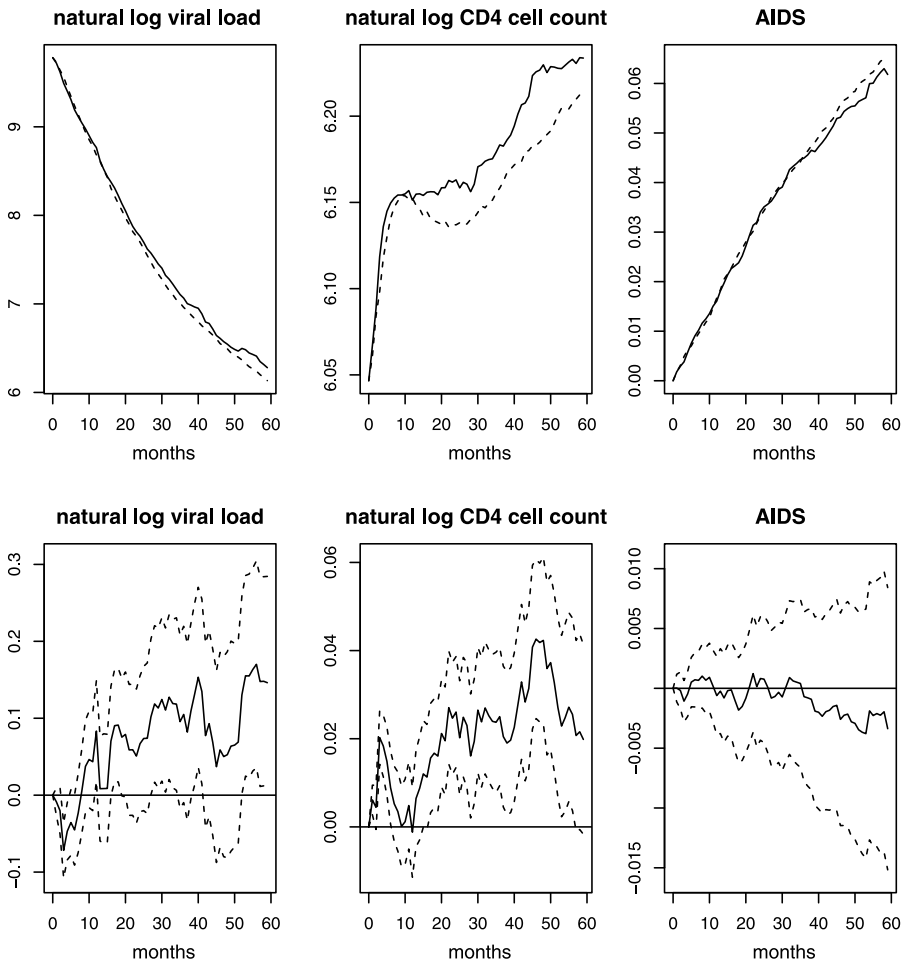 natural log viral load
natural log CD4 cell count
AIDS
9
8
7
6
0 10 20 30 40 50 60
months
6.20
6.15
6.10
6.05
0 10 20 30 40 50 60
months
0.06
0.05
0.04
0.03
0.02
0.01
0.00
0 10 20 30 40 50 60
months
natural log viral load
natural log CD4 cell count
AIDS
0.3
0.2
0.1
0.0
−0.1
0 10 20 30 40 50 60
months
0.06
0.04
0.02
0.00
0 10 20 30 40 50 60
months
0.010
0.005
−0.005
−0.015
0 10 20 30 40 50 60
months